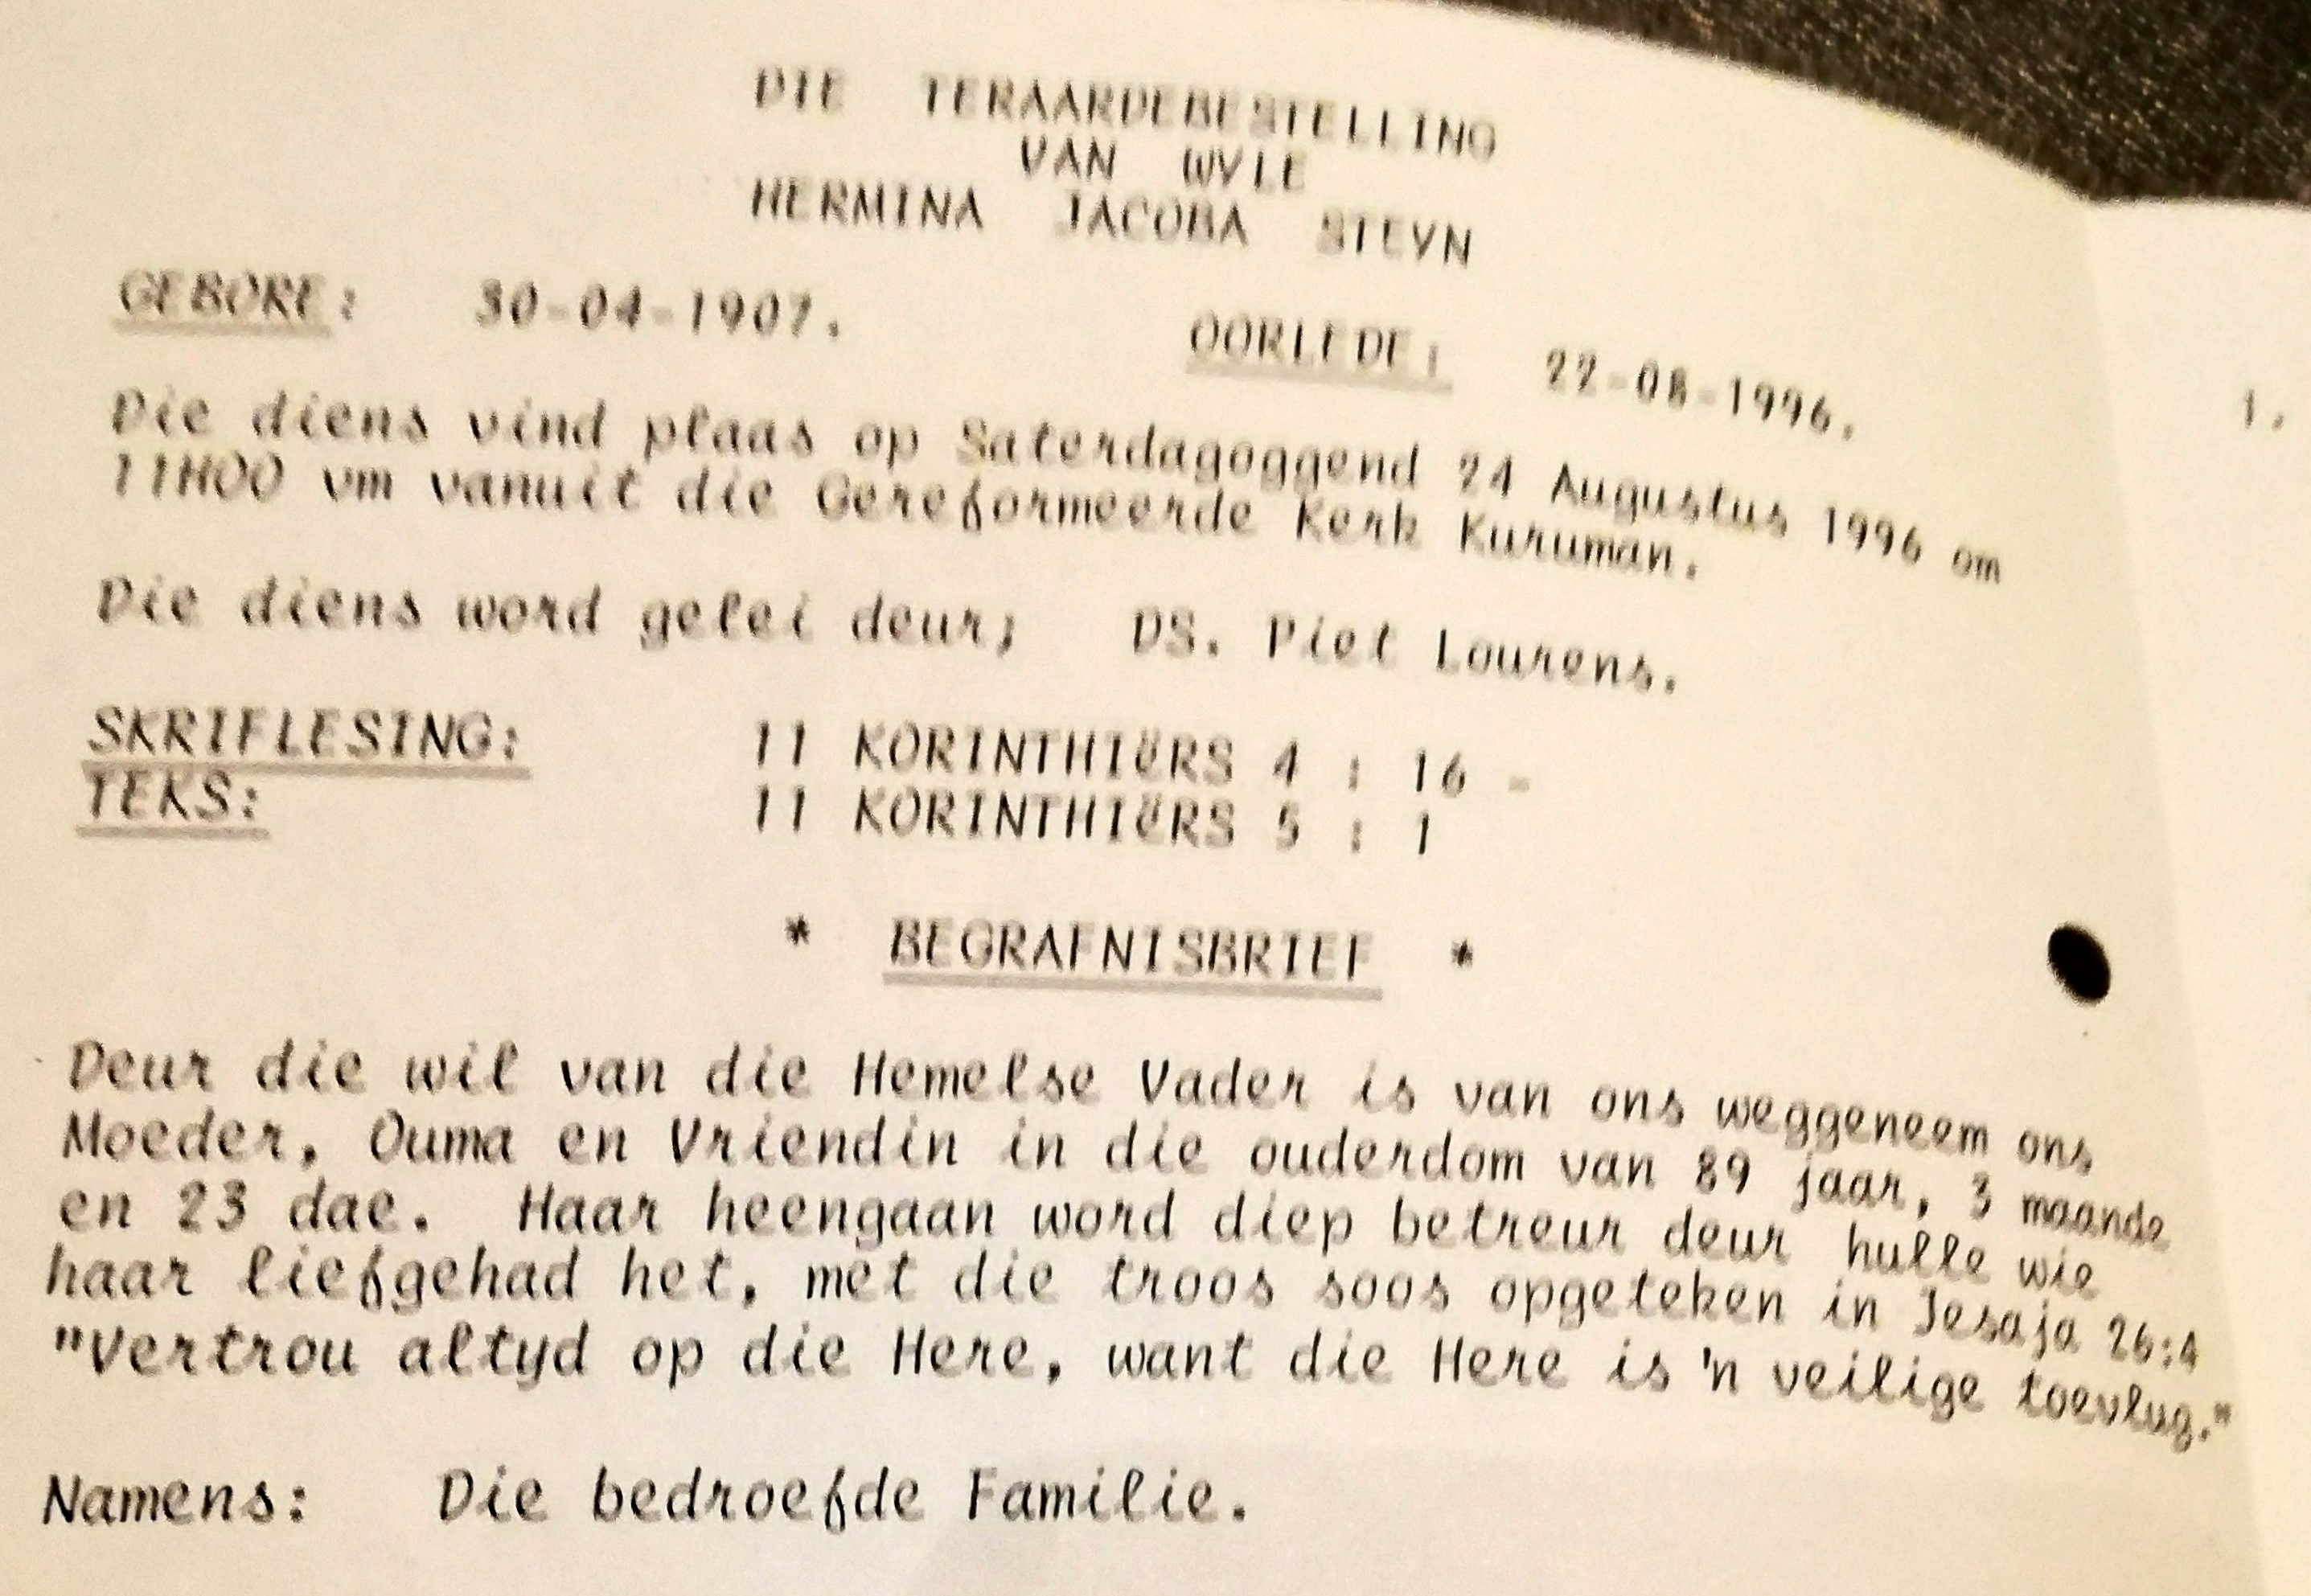 DIE TERAARDEBESTELLING
VAN WYLE
HERMINA JACOBA STEYN
GEBORE: 30-04-1907. OORLEDE: 22-08-1996.
Die diens vind plaas op Saterdagoggend 24 Augustus 1996 om
11H00 vm vanuit die Gereformeerde Kerk Kuruman.
Die diens word gelei deur; DS. Piet Lourens.
SKRIFLESING: 11 KORINTHIërS 4 : 16 -
TEKS: 11 KORINTHIërS 5 : 1
* BEGRAFNISBRIEF *
Deur die wil van die Hemelse Vader is van ons weggeneem ons
Moeder, Ouma en Vriendin in die ouderdom van 89 jaar, 3 maande
en 23 dae. Haar heengaan word diep betreur deur hulle wie
haar liefgehad het, met die troos soos opgeteken in Jesaja 26:4
"Vertrou altyd op die Here, want die Here is 'n veilige toevlug."
Namens: Die bedroefde Familie.
1.